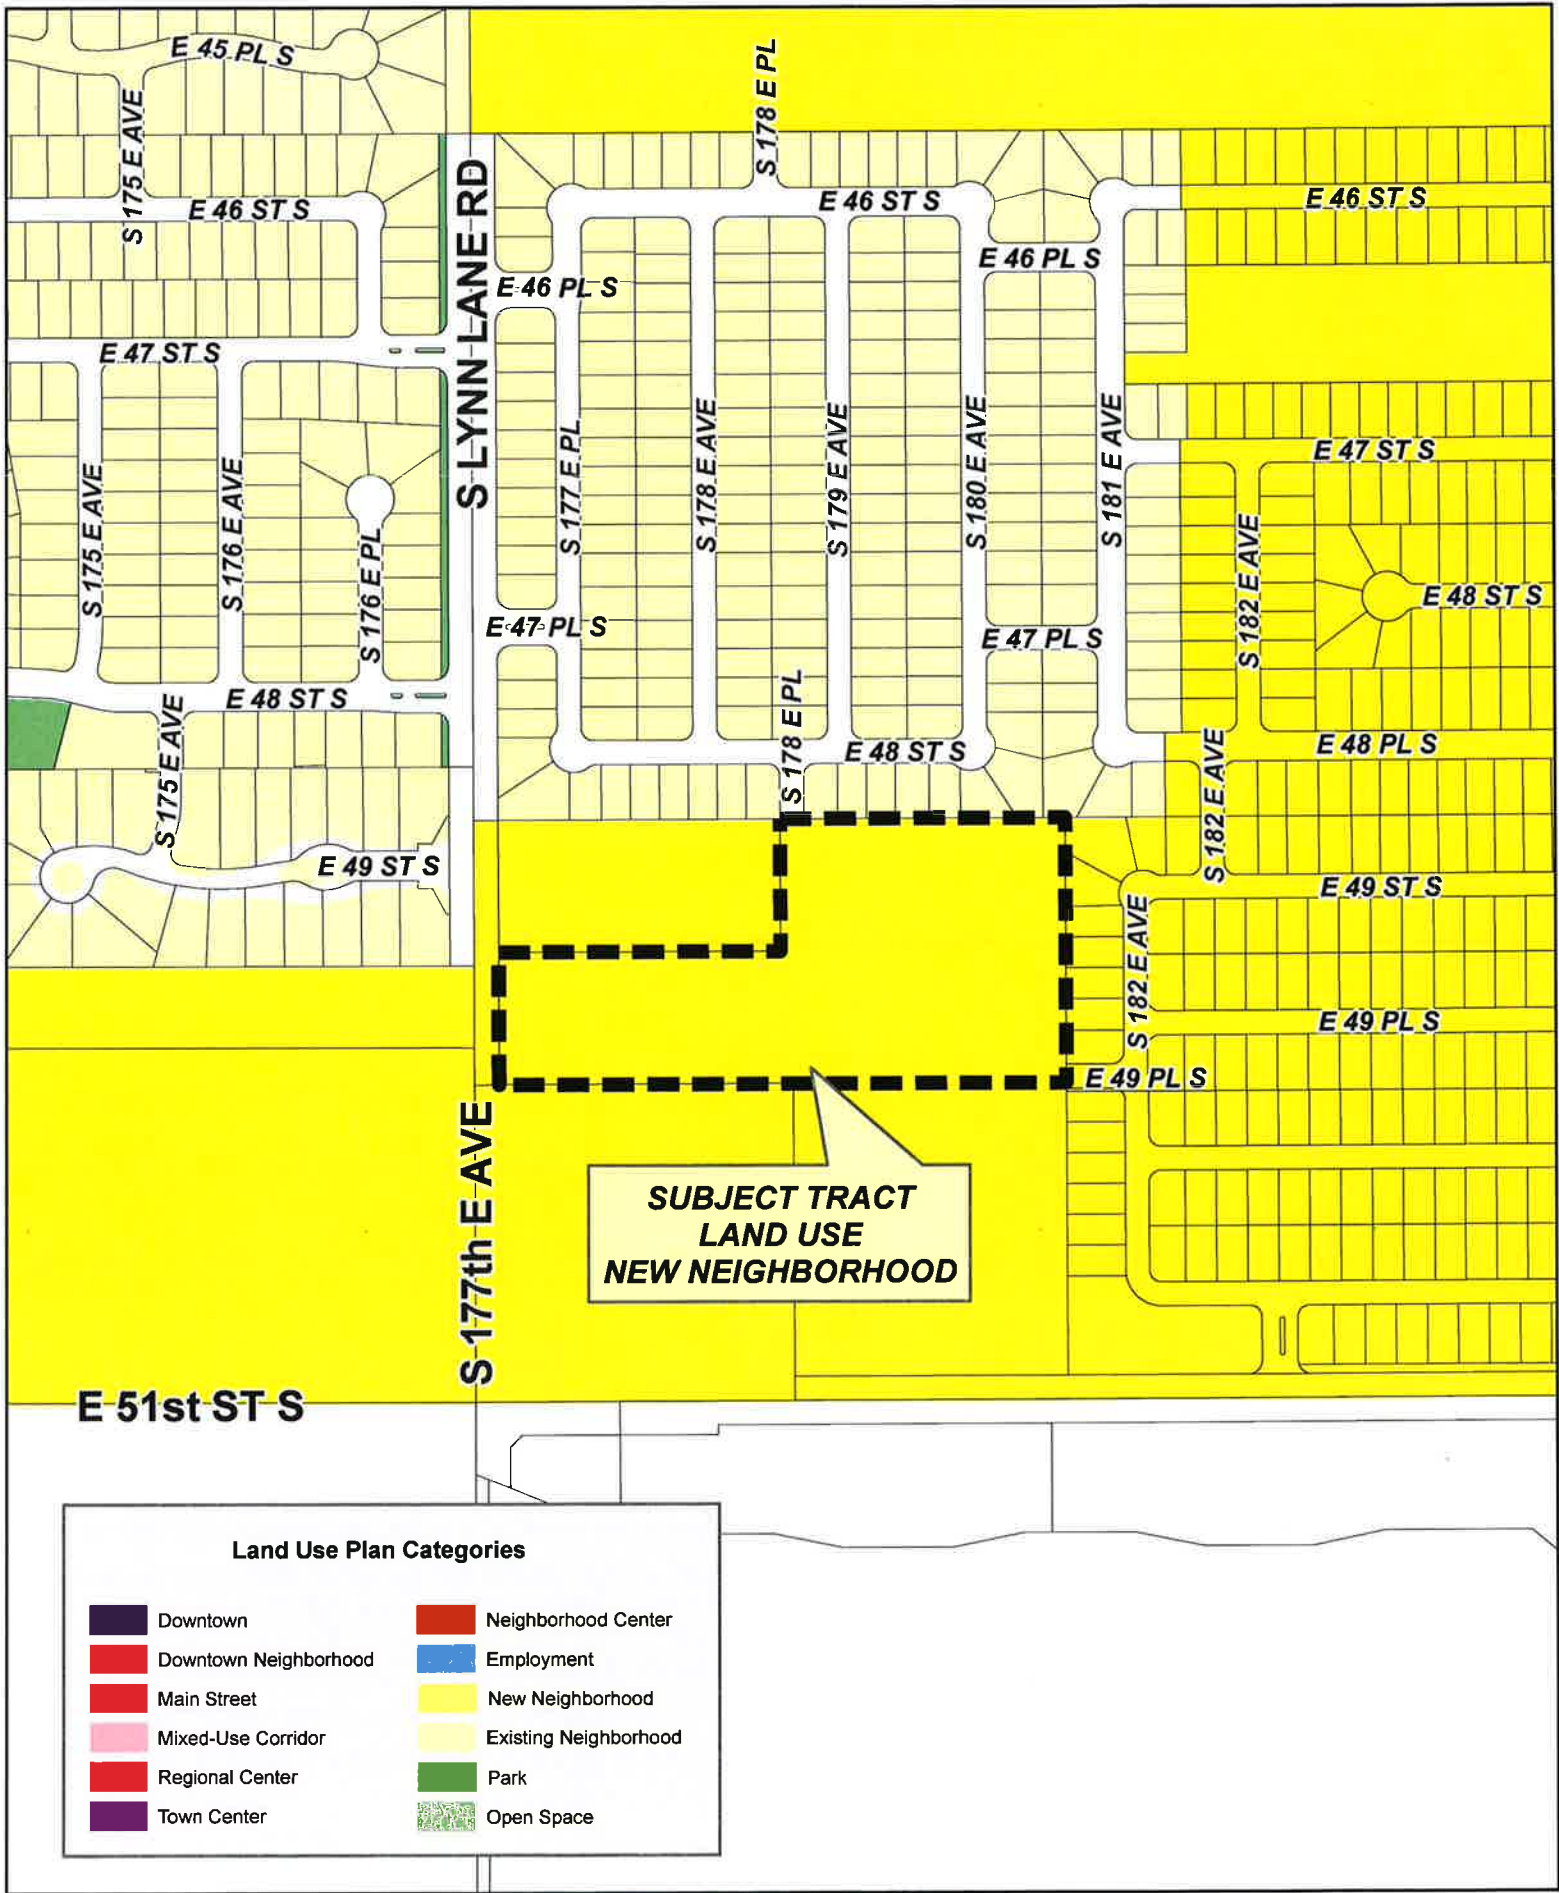 E 45 PL S
S 178 E PL
S 175 E AVE
E 46 ST S
E 46 ST S
E 46 ST S
S LYNN LANE RD
E 46 PL S
E 46 PL S
E 47 ST S
S 175 E AVE
S 176 E AVE
S 176 E PL
S 177 E PL
S 178 E AVE
S 179 E AVE
S 180 E AVE
S 181 E AVE
E 47 ST S
S 182 E AVE
E 48 ST S
E 47 PL S
E 47 PL S
E 48 ST S
S 175 E AVE
S 178 E PL
E 48 ST S
S 182 E AVE
E 48 PL S
E 49 ST S
E 49 ST S
S 182 E AVE
E 49 PL S
E 49 PL S
S 177th E AVE
SUBJECT TRACT
LAND USE
NEW NEIGHBORHOOD
E 51st ST S
Land Use Plan Categories
Downtown
Downtown Neighborhood
Main Street
Mixed-Use Corridor
Regional Center
Town Center
Neighborhood Center
Employment
New Neighborhood
Existing Neighborhood
Park
Open Space